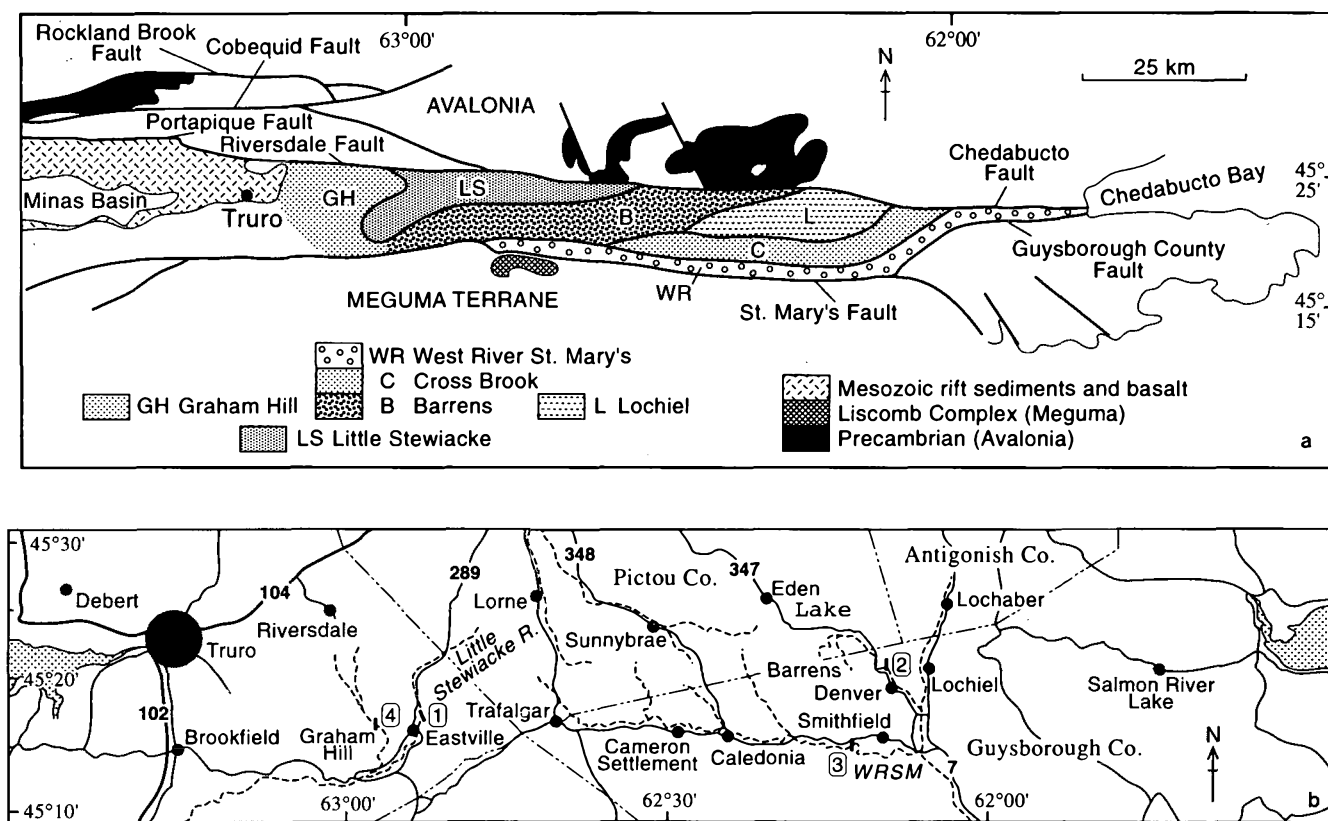 63°00'
62°00'
Rockland Brook
Fault
Cobequid Fault
N
25 km
AVALONIA
Portapique Fault
Riversdale Fault
Chedabucto
Fault
Chedabucto Bay
45°
25'
LS
GH
Minas Basin
Truro
B
L
C
Guysborough County
Fault
WR
MEGUMA TERRANE
St. Mary's Fault
45°
15'
WR West River St. Mary's
C Cross Brook
GH Graham Hill
B Barrens
L Lochiel
LS Little Stewiacke
Mesozoic rift sediments and basalt
Liscomb Complex (Meguma)
Precambrian (Avalonia)
a
45°30'
289
348
347
Antigonish Co.
Pictou Co.
Debert
104
Lorne
Eden
Lake
Lochaber
Riversdale
Truro
Sunnybrae
Little
Stewiacke R.
45°20'
Barrens
2
Denver
Lochiel
Salmon River
Lake
102
4
1
Trafalgar
Smithfield
Brookfield
Graham
Hill
Eastville
Cameron
Settlement
Caledonia
3
WRSM
7
Guysborough Co.
N
45°10'
63°00'
62°30'
62°00'
b